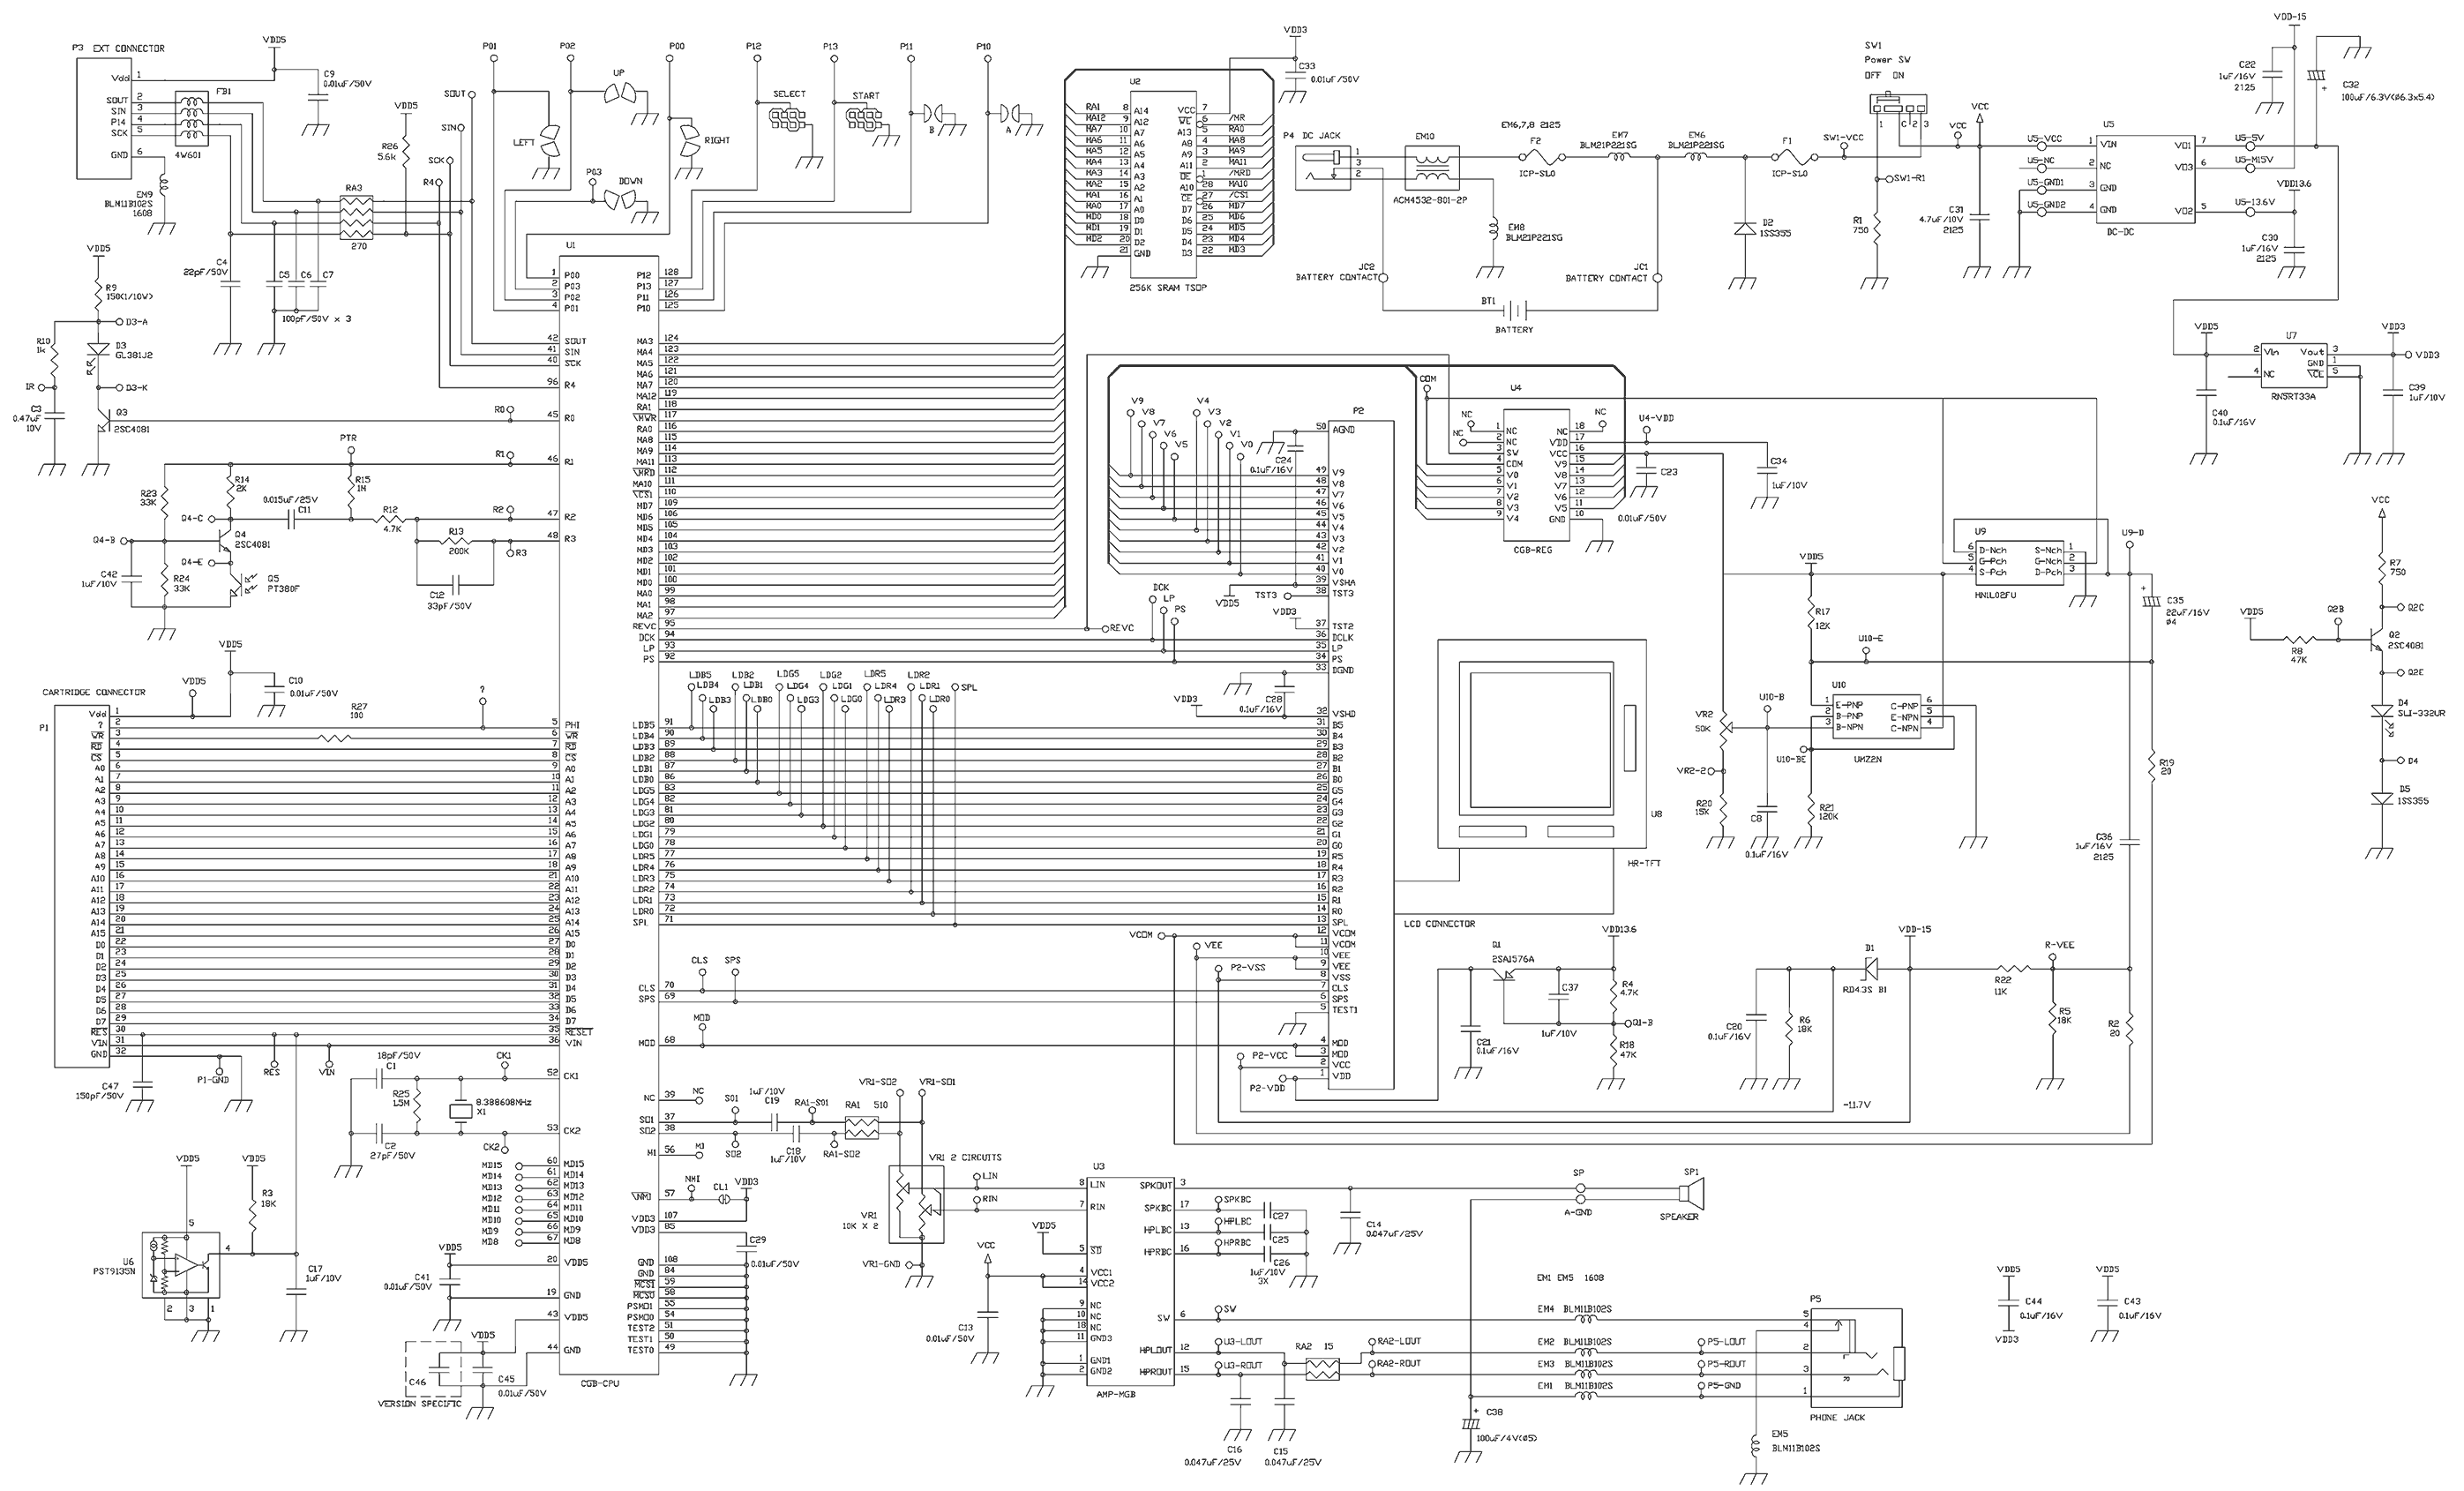 P3 EXT CONNECTOR
Vdd 1
SOUT 2
SIN 3
P14 4
SCK 5
GND 6
FB1
4W601
EM9
BLM11B102S
1608
VDD5
C9
0.01uF/50V
VDD5
R26
5.6k
SOUT
SIN
SCK
R4
RA3
270
C4
22pF/50V
C5 C6 C7
100pF/50V x 3
P01
P02
P00
P12
P13
P11
P10
UP
LEFT
RIGHT
P03
DOWN
SELECT
START
B
A
U2
RA1 8 A14
MA12 9 A12
MA7 10 A7
MA6 11 A6
MA5 12 A5
MA4 13 A4
MA3 14 A3
MA2 15 A2
MA1 16 A1
MA0 17 A0
MD0 18 D0
MD1 19 D1
MD2 20 D2
21 GND
VCC 7
WE 6 /MR
A13 5 RA0
A8 4 MA8
A9 3 MA9
A11 2 MA11
OE 1 /MRD
A10 28 MA10
CE 27 /CS1
D7 26 MD7
D6 25 MD6
D5 24 MD5
D4 23 MD4
D3 22 MD3
256K SRAM TSOP
VDD3
C33
0.01uF/50V
P4 DC JACK
1
3
2
EM10
ACM4532-801-2P
EM6,7,8 2125
F2
ICP-S1.0
EM7
BLM21P221SG
EM6
BLM21P221SG
F1
ICP-S1.0
EM8
BLM21P221SG
JC2
BATTERY CONTACT
JC1
BATTERY CONTACT
BT1
BATTERY
D2
1SS355
SW1
Power SW
OFF ON
1 C 2 3
SW1-VCC
SW1-R1
R1
750
VCC
VCC
C31
4.7uF/10V
2125
U5
U5-VCC 1 VIN
U5-NC 2 NC
U5-GND1 3 GND
U5-GND2 4 GND
VO1 7 U5-5V
VO3 6 U5-M15V
VO2 5 U5-13.6V
DC-DC
VDD-15
C22
1uF/16V
2125
C32
100uF/6.3V(Ø6.3x5.4)
VDD13.6
C30
1uF/16V
2125
VDD5
U7
2 Vin
4 NC
Vout 3
GND 1
CE 5
RN5RT33A
VDD3
VDD3
C40
0.1uF/16V
C39
1uF/10V
VDD5
R9
150(1/10W)
D3-A
R10
1k
D3
GL381J2
IR
D3-K
C3
0.47uF
10V
Q3
2SC4081
R0
PTR
R1
R23
33K
R14
2K
R15
1M
0.015uF/25V
C11
R12
4.7K
R2
Q4-C
Q4-B
Q4
2SC4081
Q4-E
R13
200K
R3
C42
1uF/10V
R24
33K
Q5
PT380F
C12
33pF/50V
U1
1 P00
2 P03
3 P02
4 P01
42 SOUT
41 SIN
40 SCK
96 R4
45 R0
46 R1
47 R2
48 R3
P12 128
P13 127
P11 126
P10 125
MA3 124
MA4 123
MA5 122
MA6 121
MA7 120
MA12 119
RA1 118
MWR 117
RA0 116
MA8 115
MA9 114
MA11 113
MRD 112
MA10 111
CS1 110
MD7 109
MD6 106
MD5 105
MD4 104
MD3 103
MD2 102
MD1 101
MD0 100
MA0 99
MA1 98
MA2 97
REVC 95
DCK 94
LP 93
PS 92
REVC
DCK
LP
PS
V9
V8
V7
V6
V5
V4
V3
V2
V1
V0
COM
U4
NC 1 NC
NC 2 NC
3 SW
4 COM
5 V0
6 V1
7 V2
8 V3
9 V4
NC 18 NC
VDD 17
VCC 16
V9 15
V8 14
V7 13
V6 12
V5 11
GND 10
CGB-REG
U4-VDD
C23
0.01uF/50V
C34
1uF/10V
P2
50 AGND
C24
0.1uF/16V
49 V9
48 V8
47 V7
46 V6
45 V5
44 V4
43 V3
42 V2
41 V1
40 V0
39 VSHA
38 TST3
37 TST2
36 DCLK
35 LP
34 PS
33 DGND
32 VSHD
31 B5
30 B4
29 B3
28 B2
27 B1
26 B0
25 G5
24 G4
23 G3
22 G2
21 G1
20 G0
19 R5
18 R4
17 R3
16 R2
15 R1
14 R0
13 SPL
12 VCOM
11 VCOM
10 VEE
9 VEE
8 VSS
7 CLS
6 SPS
5 TEST1
4 MOD
3 MOD
2 VCC
1 VDD
VDD5
TST3
VDD3
VDD3
C28
0.1uF/16V
LCD CONNECTOR
U8
HR-TFT
U9
6 D-Nch
5 G-Pch
4 S-Pch
S-Nch 1
G-Nch 2
D-Pch 3
HN1L02FU
U9-D
VDD5
R17
12K
U10-E
C35
22uF/16V
Ø4
U10
1 E-PNP
2 B-PNP
3 B-NPN
C-PNP 6
E-NPN 5
C-NPN 4
UMZ2N
U10-B
U10-BE
VR2
50K
VR2-2
R20
15K
C8
0.1uF/16V
R21
120K
R19
20
C36
1uF/16V
2125
VCC
R7
750
Q2C
VDD5
Q2B
R8
47K
Q2
2SC4081
Q2E
D4
SLI-332UR
D4
D5
1SS355
CARTRIDGE CONNECTOR
VDD5
VDD5
C10
0.01uF/50V
R27
100
?
P1
Vdd 1
? 2
WR 3
RD 4
CS 5
A0 6
A1 7
A2 8
A3 9
A4 10
A5 11
A6 12
A7 13
A8 14
A9 15
A10 16
A11 17
A12 18
A13 19
A14 20
A15 21
D0 22
D1 23
D2 24
D3 25
D4 26
D5 27
D6 28
D7 29
RES 30
VIN 31
GND 32
5 PHI
6 WR
7 RD
8 CS
9 A0
10 A1
11 A2
12 A3
13 A4
14 A5
15 A6
16 A7
17 A8
18 A9
21 A10
22 A11
23 A12
24 A13
25 A14
26 A15
27 D0
28 D1
29 D2
30 D3
31 D4
32 D5
33 D6
34 D7
35 RESET
36 VIN
LDB5 91
LDB4 90
LDB3 89
LDB2 88
LDB1 87
LDB0 86
LDG5 83
LDG4 82
LDG3 81
LDG2 80
LDG1 79
LDG0 78
LDR5 77
LDR4 76
LDR3 75
LDR2 74
LDR1 73
LDR0 72
SPL 71
CLS 70
SPS 69
MOD 68
LDB5
LDB4
LDB3
LDB2
LDB1
LDB0
LDG5
LDG4
LDG3
LDG2
LDG1
LDG0
LDR5
LDR4
LDR3
LDR2
LDR1
LDR0
SPL
CLS
SPS
MOD
VCOM
VEE
P2-VSS
P2-VCC
P2-VDD
Q1
2SA1576A
VDD13.6
C37
1uF/10V
R4
4.7K
Q1-B
R18
47K
C21
0.1uF/16V
D1
RD4.3S B1
VDD-15
C20
0.1uF/16V
R6
18K
R22
11K
R-VEE
R5
18K
R2
20
-11.7V
P1-GND
RES
VIN
C47
150pF/50V
18pF/50V
C1
R25
1.5M
8.388608MHz
X1
CK1
52 CK1
53 CK2
CK2
C2
27pF/50V
NC 39 NC
SO1 37
SO2 38
M1 56 M1
SO1
SO2
1uF/10V
C19
C18
1uF/10V
RA1-SO1
RA1-SO2
RA1 510
VR1-SO2
VR1-SO1
VR1 2 CIRCUITS
VR1
10K X 2
VR1-GND
LIN
RIN
MD15 60 MD15
MD14 61 MD14
MD13 62 MD13
MD12 63 MD12
MD11 64 MD11
MD10 65 MD10
MD9 66 MD9
MD8 67 MD8
NMI 57
NMI
CL1
VDD3
VDD3 107
VDD3 85
GND 108
GND 84
MCS1 59
MCS0 58
PSMO1 55
PSMO0 54
TEST2 51
TEST1 50
TEST0 49
C29
0.01uF/50V
VDD5
20 VDD5
C41
0.01uF/50V
19 GND
43 VDD5
VDD5
44 GND
C46
C45
0.01uF/50V
VERSION SPECIFIC
CGB-CPU
VDD5
VDD5
R3
18K
5
4
U6
PST9135N
2 3 1
C17
1uF/10V
U3
8 LIN
7 RIN
5 SD
4 VCC1
14 VCC2
9 NC
10 NC
18 NC
11 GND3
1 GND1
2 GND2
SPKOUT 3
SPKBC 17
HPLBC 13
HPRBC 16
SW 6
HPLOUT 12
HPROUT 15
AMP-MGB
VDD5
VCC
C13
0.01uF/50V
SPKBC
HPLBC
HPRBC
C27
C25
C26
1uF/10V
3X
C14
0.047uF/25V
SP
A-GND
SP1
SPEAKER
SW
U3-LOUT
U3-ROUT
RA2 15
RA2-LOUT
RA2-ROUT
C16
0.047uF/25V
C15
0.047uF/25V
C38
100uF/4V(Ø5)
EM1 EM5 1608
EM4 BLM11B102S
EM2 BLM11B102S
EM3 BLM11B102S
EM1 BLM11B102S
P5-LOUT
P5-ROUT
P5-GND
P5
5
4
2
3
1
L
R
PHONE JACK
EM5
BLM11B102S
VDD5
C44
0.1uF/16V
VDD3
VDD5
C43
0.1uF/16V